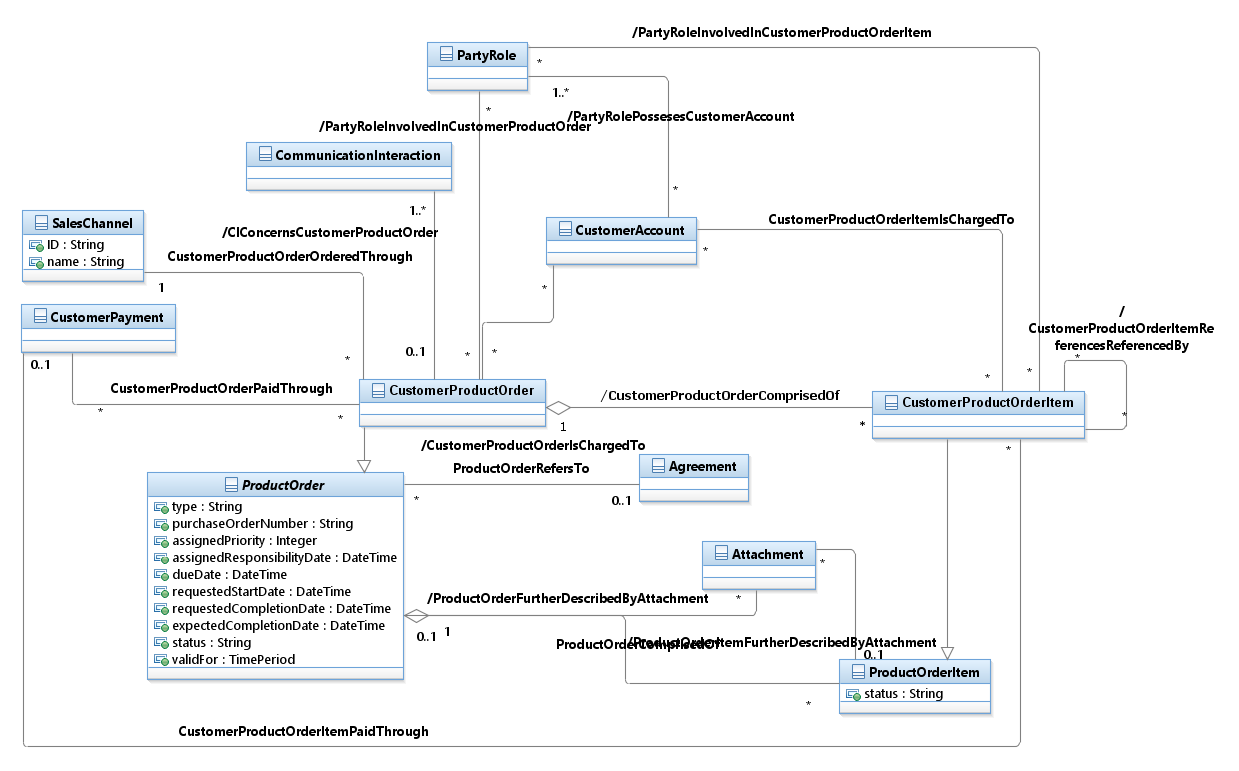 /PartyRoleInvolvedInCustomerProductOrderItem
PartyRole
*
1..*
*
/PartyRolePossesesCustomerAccount
/PartyRoleInvolvedInCustomerProductOrder
CommunicationInteraction
*
1..*
SalesChannel
ID : String
name : String
/CIConcernsCustomerProductOrder
CustomerProductOrderOrderedThrough
CustomerAccount
CustomerProductOrderItemIsChargedTo
*
1
*
CustomerPayment
/
CustomerProductOrderItemRe
ferencesReferencedBy
*
0..1
0..1
*
*
*
*
*
CustomerProductOrderPaidThrough
CustomerProductOrder
/CustomerProductOrderComprisedOf
CustomerProductOrderItem
*
*
1
*
*
*
/CustomerProductOrderIsChargedTo
ProductOrderRefersTo
Agreement
*
0..1
ProductOrder
type : String
purchaseOrderNumber : String
assignedPriority : Integer
assignedResponsibilityDate : DateTime
dueDate : DateTime
requestedStartDate : DateTime
requestedCompletionDate : DateTime
expectedCompletionDate : DateTime
status : String
validFor : TimePeriod
Attachment
*
*
/ProductOrderFurtherDescribedByAttachment
0..1
1
ProductOrderComprisedOf
/ProductOrderItemFurtherDescribedByAttachment
0..1
ProductOrderItem
status : String
*
CustomerProductOrderItemPaidThrough